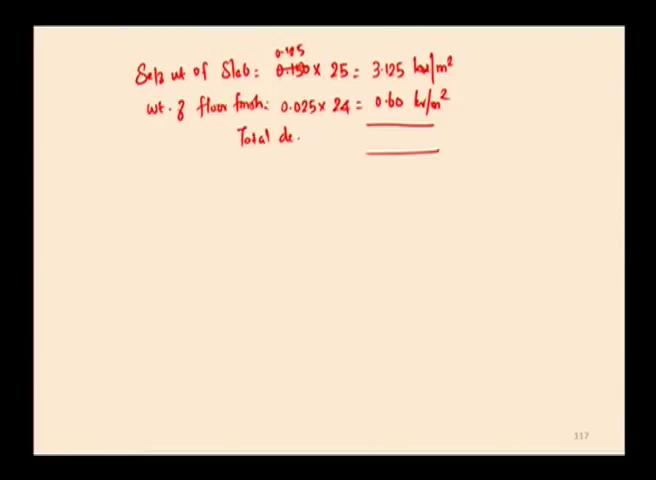 0.125
Self wt of Slab: 0.150 × 25 = 3.125 kN/m²
wt. of floor finish: 0.025 × 24 = 0.60 kN/m²
Total de.
117